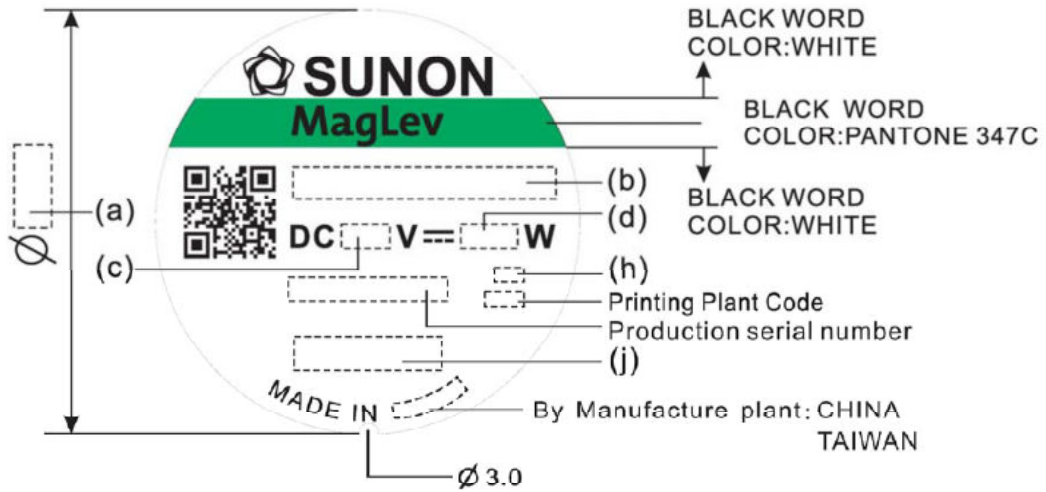 BLACK WORD
COLOR:WHITE
SUNON
MagLev
BLACK WORD
COLOR:PANTONE 347C
(a)
(b)
BLACK WORD
COLOR:WHITE
DC V W
(d)
(c)
(h)
Printing Plant Code
Production serial number
(j)
MADE IN
By Manufacture plant: CHINA
TAIWAN
Ø
Ø 3.0